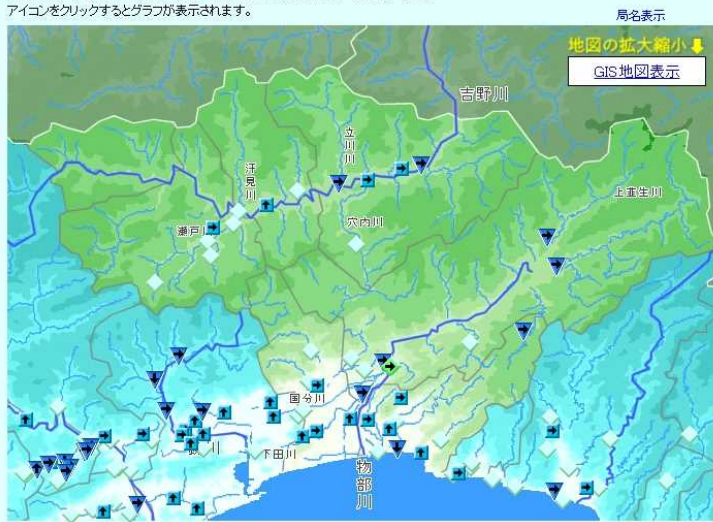 アイコンをクリックするとグラフが表示されます。
局名表示
地図の拡大縮小
GIS地図表示
吉野川
立川川
汗見川
上韮生川
瀬戸川
穴内川
国分川
下田川
物部川